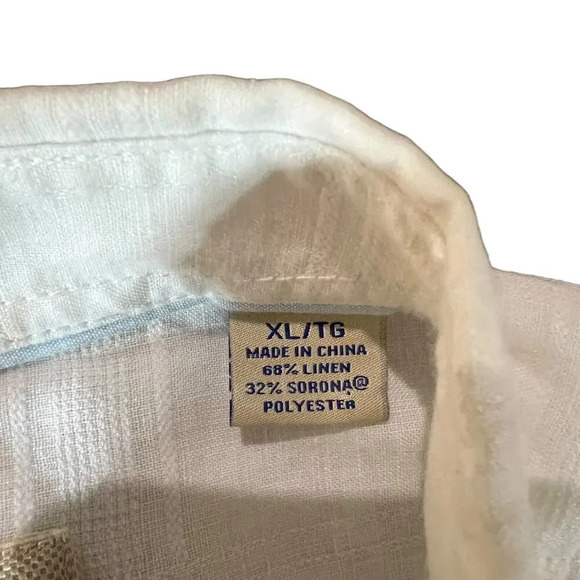 XL/TG
MADE IN CHINA
68% LINEN
32% SORONA@
POLYESTER